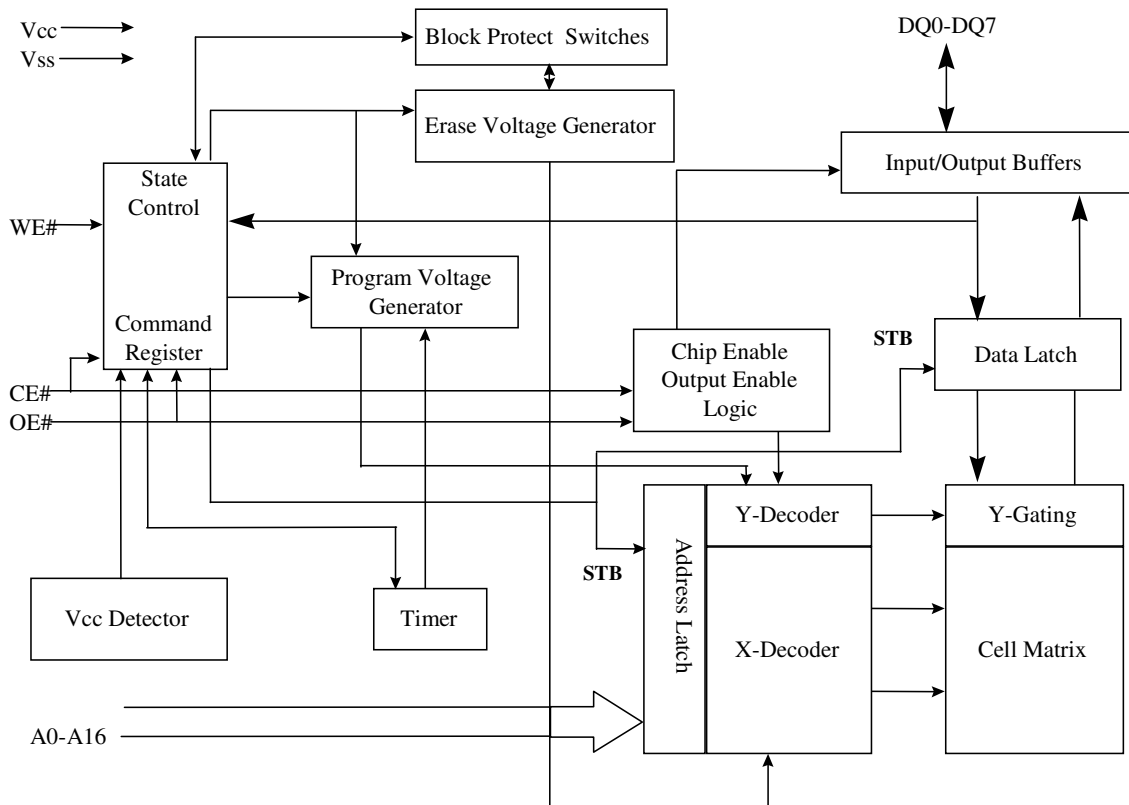 Vcc
Vss
Block Protect Switches
DQ0-DQ7
Erase Voltage Generator
Input/Output Buffers
State
Control
WE#
Program Voltage
Generator
Command
Register
STB
Chip Enable
Output Enable
Logic
Data Latch
CE#
OE#
Y-Decoder
Y-Gating
STB
Address Latch
Vcc Detector
Timer
X-Decoder
Cell Matrix
A0-A16